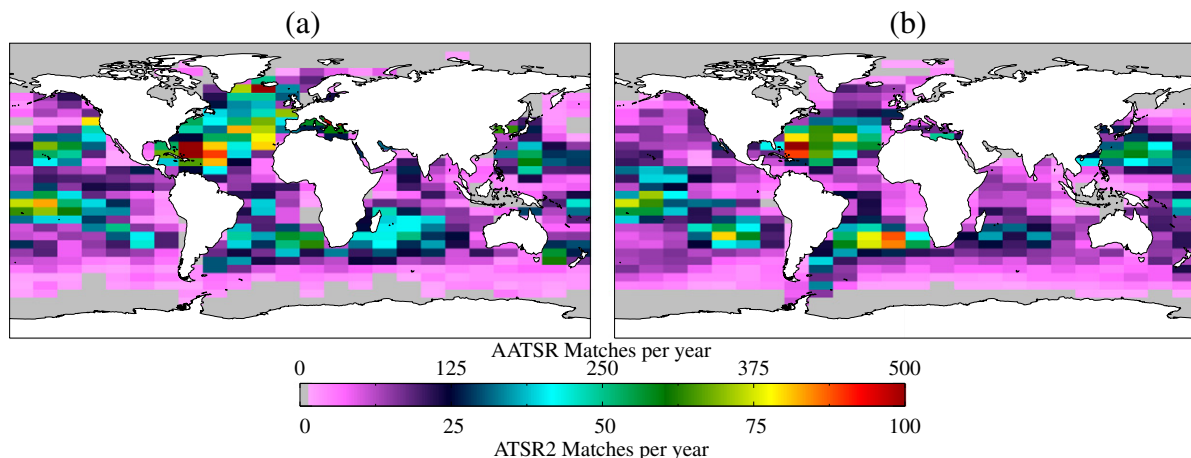 (a) (b)
AATSR Matches per year
0 125 250 375 500
0 25 50 75 100
ATSR2 Matches per year